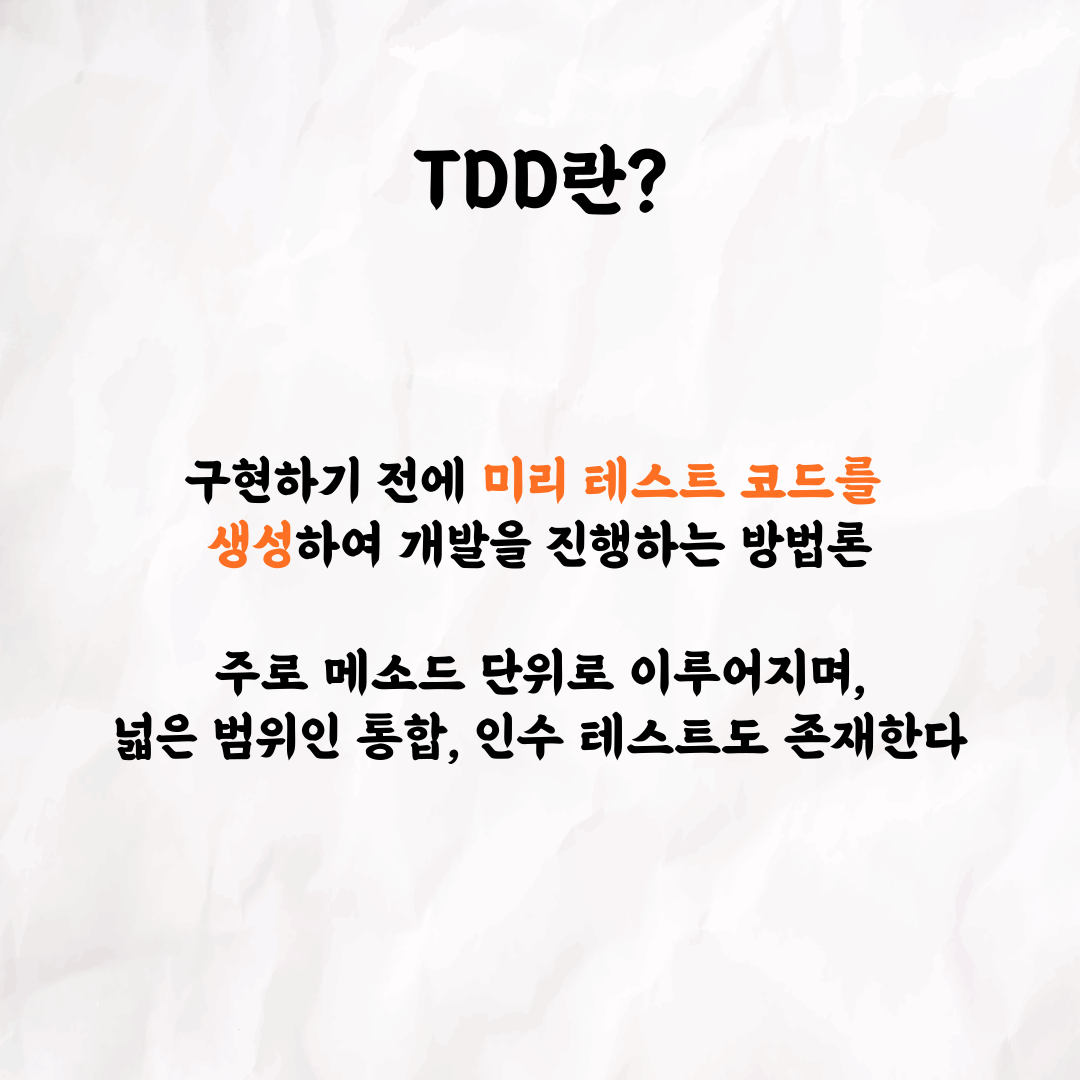 TDD란?
구현하기 전에 미리 테스트 코드를
생성하여 개발을 진행하는 방법론
주로 메소드 단위로 이루어지며,
넓은 범위인 통합, 인수 테스트도 존재한다